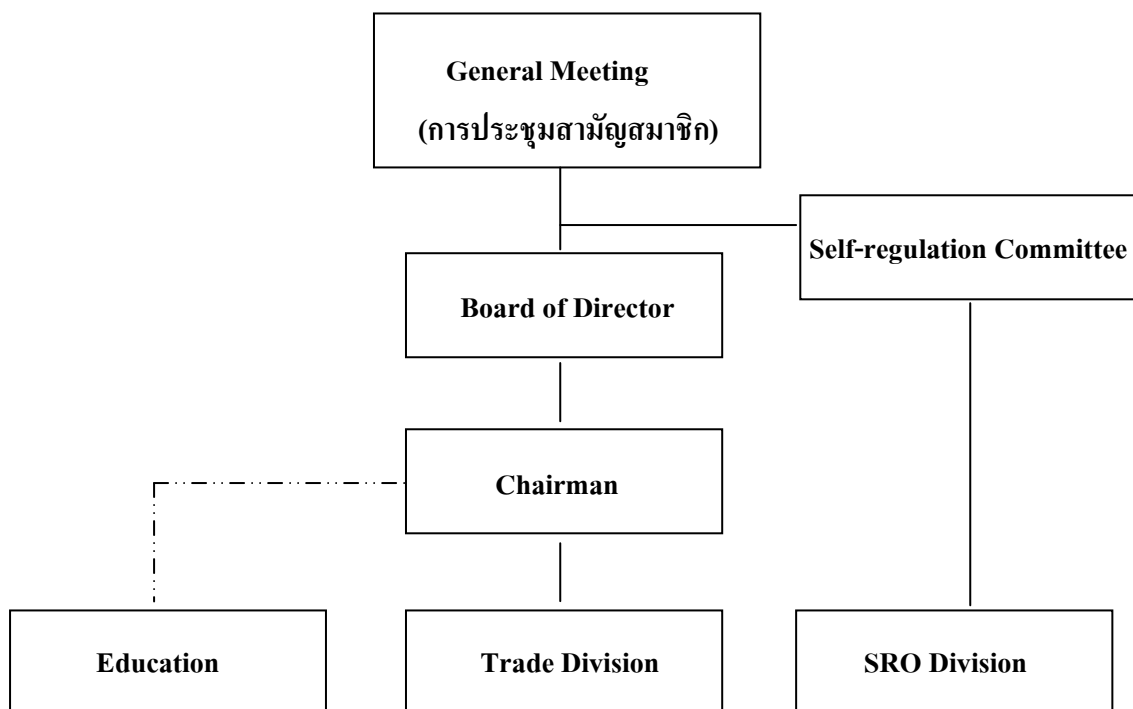 General Meeting
(การประชุมสามัญสมาชิก)
Self-regulation Committee
Board of Director
Chairman
Education
Trade Division
SRO Division